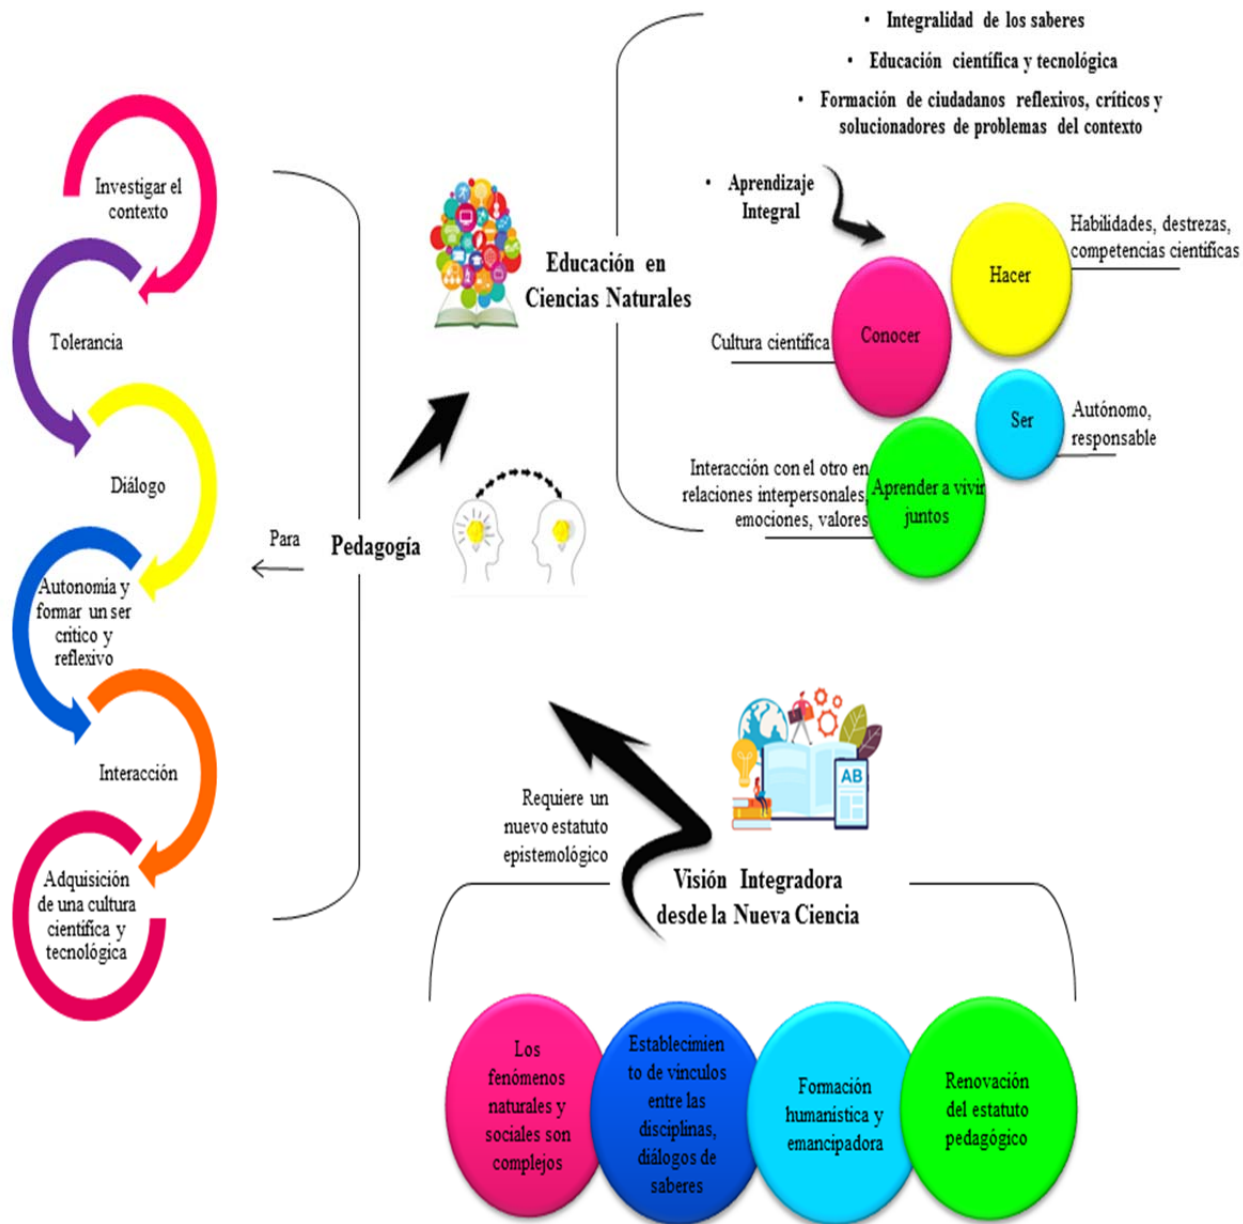 • Integralidad de los saberes
• Educación científica y tecnológica
• Formación de ciudadanos reflexivos, críticos y
solucionadores de problemas del contexto
• Aprendizaje
Integral
Hacer
Habilidades, destrezas,
competencias científicas
Conocer
Cultura científica
Ser
Autónomo,
responsable
Aprender a vivir
juntos
Interacción con el otro en
relaciones interpersonales,
emociones, valores
Educación en
Ciencias Naturales
Investigar el
contexto
Tolerancia
Diálogo
Autonomía y
formar un ser
critico y
reflexivo
Interacción
Adquisición
de una cultura
científica y
tecnológica
Para
Pedagogía
Requiere un
nuevo estatuto
epistemológico
AB
Visión Integradora
desde la Nueva Ciencia
Los
fenómenos
naturales y
sociales son
complejos
Establecimien
to de vínculos
entre las
disciplinas,
diálogos de
saberes
Formación
humanística y
emancipadora
Renovación
del estatuto
pedagógico